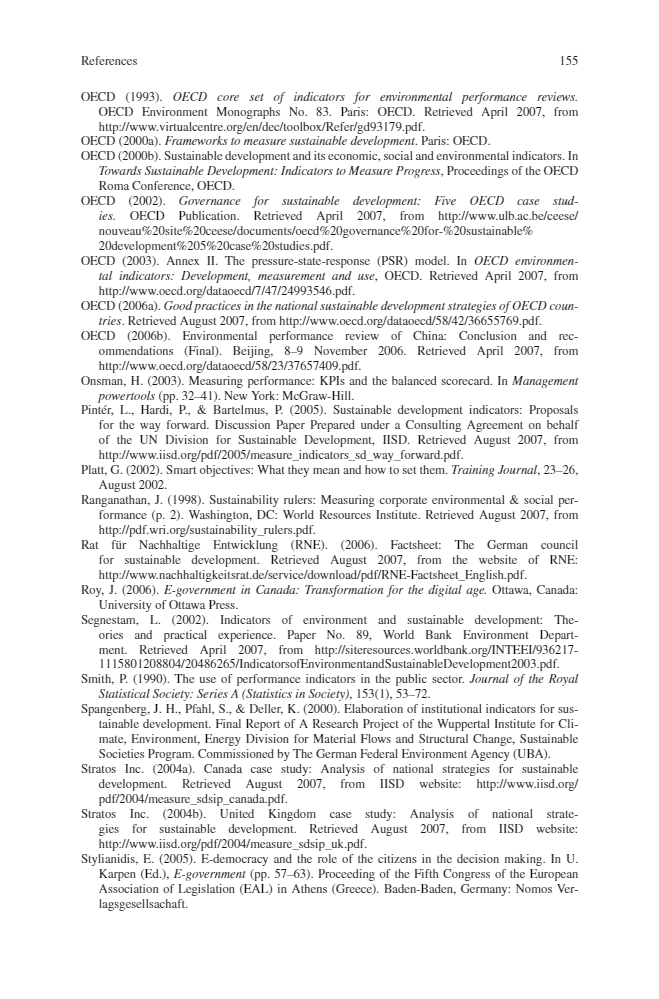 References 155
OECD (1993). OECD core set of indicators for environmental performance reviews.
OECD Environment Monographs No. 83. Paris: OECD. Retrieved April 2007, from
http://www.virtualcentre.org/en/dec/toolbox/Refer/gd93179.pdf.
OECD (2000a). Frameworks to measure sustainable development. Paris: OECD.
OECD (2000b). Sustainable development and its economic, social and environmental indicators. In
Towards Sustainable Development: Indicators to Measure Progress, Proceedings of the OECD
Roma Conference, OECD.
OECD (2002). Governance for sustainable development: Five OECD case stud-
ies. OECD Publication. Retrieved April 2007, from http://www.ulb.ac.be/ceese/
nouveau%20site%20ceese/documents/oecd%20governance%20for-%20sustainable%
20development%205%20case%20studies.pdf.
OECD (2003). Annex II. The pressure-state-response (PSR) model. In OECD environmen-
tal indicators: Development, measurement and use, OECD. Retrieved April 2007, from
http://www.oecd.org/dataoecd/7/47/24993546.pdf.
OECD (2006a). Good practices in the national sustainable development strategies of OECD coun-
tries. Retrieved August 2007, from http://www.oecd.org/dataoecd/58/42/36655769.pdf.
OECD (2006b). Environmental performance review of China: Conclusion and rec-
ommendations (Final). Beijing, 8–9 November 2006. Retrieved April 2007, from
http://www.oecd.org/dataoecd/58/23/37657409.pdf.
Onsman, H. (2003). Measuring performance: KPIs and the balanced scorecard. In Management
powertools (pp. 32–41). New York: McGraw-Hill.
Pintér, L., Hardi, P., & Bartelmus, P. (2005). Sustainable development indicators: Proposals
for the way forward. Discussion Paper Prepared under a Consulting Agreement on behalf
of the UN Division for Sustainable Development, IISD. Retrieved August 2007, from
http://www.iisd.org/pdf/2005/measure_indicators_sd_way_forward.pdf.
Platt, G. (2002). Smart objectives: What they mean and how to set them. Training Journal, 23–26,
August 2002.
Ranganathan, J. (1998). Sustainability rulers: Measuring corporate environmental & social per-
formance (p. 2). Washington, DC: World Resources Institute. Retrieved August 2007, from
http://pdf.wri.org/sustainability_rulers.pdf.
Rat für Nachhaltige Entwicklung (RNE). (2006). Factsheet: The German council
for sustainable development. Retrieved August 2007, from the website of RNE:
http://www.nachhaltigkeitsrat.de/service/download/pdf/RNE-Factsheet_English.pdf.
Roy, J. (2006). E-government in Canada: Transformation for the digital age. Ottawa, Canada:
University of Ottawa Press.
Segnestam, L. (2002). Indicators of environment and sustainable development: The-
ories and practical experience. Paper No. 89, World Bank Environment Depart-
ment. Retrieved April 2007, from http://siteresources.worldbank.org/INTEEI/936217-
1115801208804/20486265/IndicatorsofEnvironmentandSustainableDevelopment2003.pdf.
Smith, P. (1990). The use of performance indicators in the public sector. Journal of the Royal
Statistical Society: Series A (Statistics in Society), 153(1), 53–72.
Spangenberg, J. H., Pfahl, S., & Deller, K. (2000). Elaboration of institutional indicators for sus-
tainable development. Final Report of A Research Project of the Wuppertal Institute for Cli-
mate, Environment, Energy Division for Material Flows and Structural Change, Sustainable
Societies Program. Commissioned by The German Federal Environment Agency (UBA).
Stratos Inc. (2004a). Canada case study: Analysis of national strategies for sustainable
development. Retrieved August 2007, from IISD website: http://www.iisd.org/
pdf/2004/measure_sdsip_canada.pdf.
Stratos Inc. (2004b). United Kingdom case study: Analysis of national strate-
gies for sustainable development. Retrieved August 2007, from IISD website:
http://www.iisd.org/pdf/2004/measure_sdsip_uk.pdf.
Stylianidis, E. (2005). E-democracy and the role of the citizens in the decision making. In U.
Karpen (Ed.), E-government (pp. 57–63). Proceeding of the Fifth Congress of the European
Association of Legislation (EAL) in Athens (Greece). Baden-Baden, Germany: Nomos Ver-
lagsgesellsachaft.